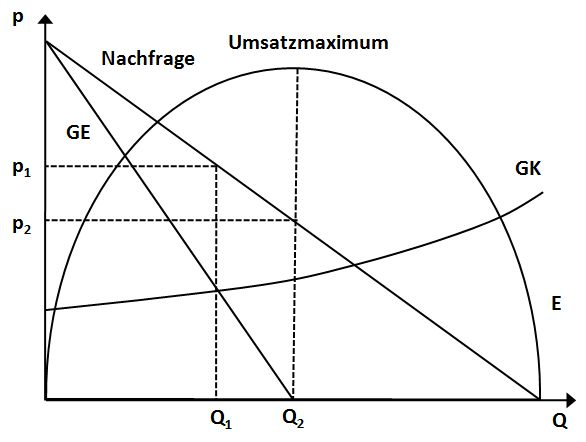 p
Umsatzmaximum
Nachfrage
GE
p1
GK
p2
E
Q1
Q2
Q